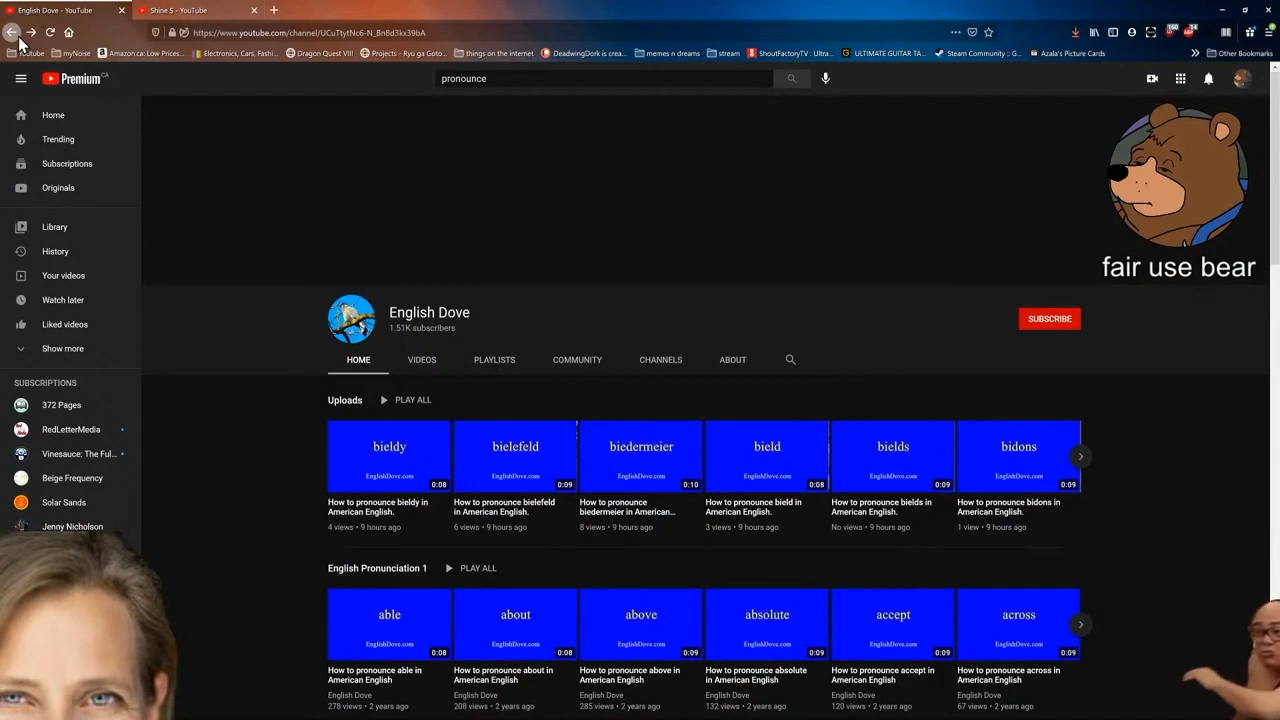 English Dove - YouTube
Shine S - YouTube
https://www.youtube.com/channel/UCuTtytNc6-N_Bn8d3kx39bA
Youtube
myNoise
Amazon.ca: Low Prices...
Electronics, Cars, Fashi...
Dragon Quest VIII
Projects - Ryu ga Goto...
things on the internet
DeadwingDork is crea...
memes n dreams
stream
ShoutFactoryTV : Ultra...
ULTIMATE GUITAR TA...
Steam Community :: G...
Azala's Picture Cards
Other Bookmarks
Premium CA
pronounce
Home
Trending
Subscriptions
Originals
Library
History
Your videos
Watch later
Liked videos
Show more
SUBSCRIPTIONS
372 Pages
RedLetterMedia
Vinesauce: The Ful...
Beige Frequency
Solar Sands
Jenny Nicholson
fair use bear
English Dove
1.51K subscribers
SUBSCRIBE
HOME VIDEOS PLAYLISTS COMMUNITY CHANNELS ABOUT
Uploads PLAY ALL
bieldy
EnglishDove.com
0:08
How to pronounce bieldy in
American English.
4 views • 9 hours ago
bielefeld
EnglishDove.com
0:09
How to pronounce bielefeld
in American English.
6 views • 9 hours ago
biedermeier
EnglishDove.com
0:10
How to pronounce
biedermeier in American...
8 views • 9 hours ago
bield
EnglishDove.com
0:08
How to pronounce bield in
American English.
3 views • 9 hours ago
bields
EnglishDove.com
0:09
How to pronounce bields in
American English.
No views • 9 hours ago
bidons
EnglishDove.com
0:09
How to pronounce bidons in
American English.
1 view • 9 hours ago
English Pronunciation 1 PLAY ALL
able
EnglishDove.com
0:08
How to pronounce able in
American English
English Dove
278 views • 2 years ago
about
EnglishDove.com
0:08
How to pronounce about in
American English
English Dove
208 views • 2 years ago
above
EnglishDove.com
0:09
How to pronounce above in
American English
English Dove
285 views • 2 years ago
absolute
EnglishDove.com
0:09
How to pronounce absolute
in American English
English Dove
132 views • 2 years ago
accept
EnglishDove.com
0:09
How to pronounce accept in
American English
English Dove
120 views • 2 years ago
across
EnglishDove.com
0:09
How to pronounce across in
American English
English Dove
67 views • 2 years ago